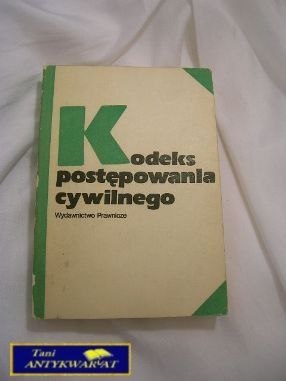 Kodeks
postępowania
cywilnego
Wydawnictwo Prawnicze
Tani
ANTYKWARIAT